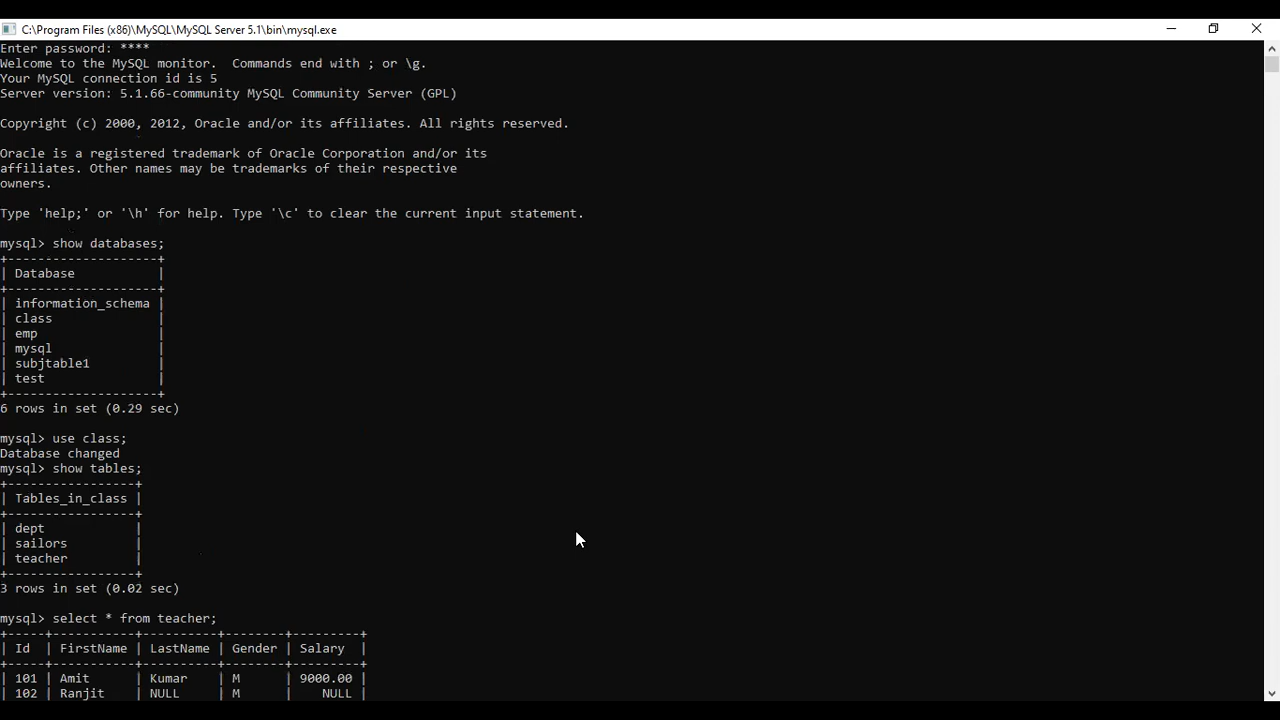 C:\Program Files (x86)\MySQL\MySQL Server 5.1\bin\mysql.exe
Enter password: ****
Welcome to the MySQL monitor.  Commands end with ; or \g.
Your MySQL connection id is 5
Server version: 5.1.66-community MySQL Community Server (GPL)
Copyright (c) 2000, 2012, Oracle and/or its affiliates. All rights reserved.
Oracle is a registered trademark of Oracle Corporation and/or its
affiliates. Other names may be trademarks of their respective
owners.
Type 'help;' or '\h' for help. Type '\c' to clear the current input statement.
mysql> show databases;
+--------------------+
| Database           |
+--------------------+
| information_schema |
| class              |
| emp                |
| mysql              |
| subjtable1         |
| test               |
+--------------------+
6 rows in set (0.29 sec)
mysql> use class;
Database changed
mysql> show tables;
+-----------------+
| Tables_in_class |
+-----------------+
| dept            |
| sailors         |
| teacher         |
+-----------------+
3 rows in set (0.02 sec)
mysql> select * from teacher;
+-----+-----------+----------+--------+---------+
| Id  | FirstName | LastName | Gender | Salary  |
+-----+-----------+----------+--------+---------+
| 101 | Amit      | Kumar    | M      | 9000.00 |
| 102 | Ranjit    | NULL     | M      |    NULL |